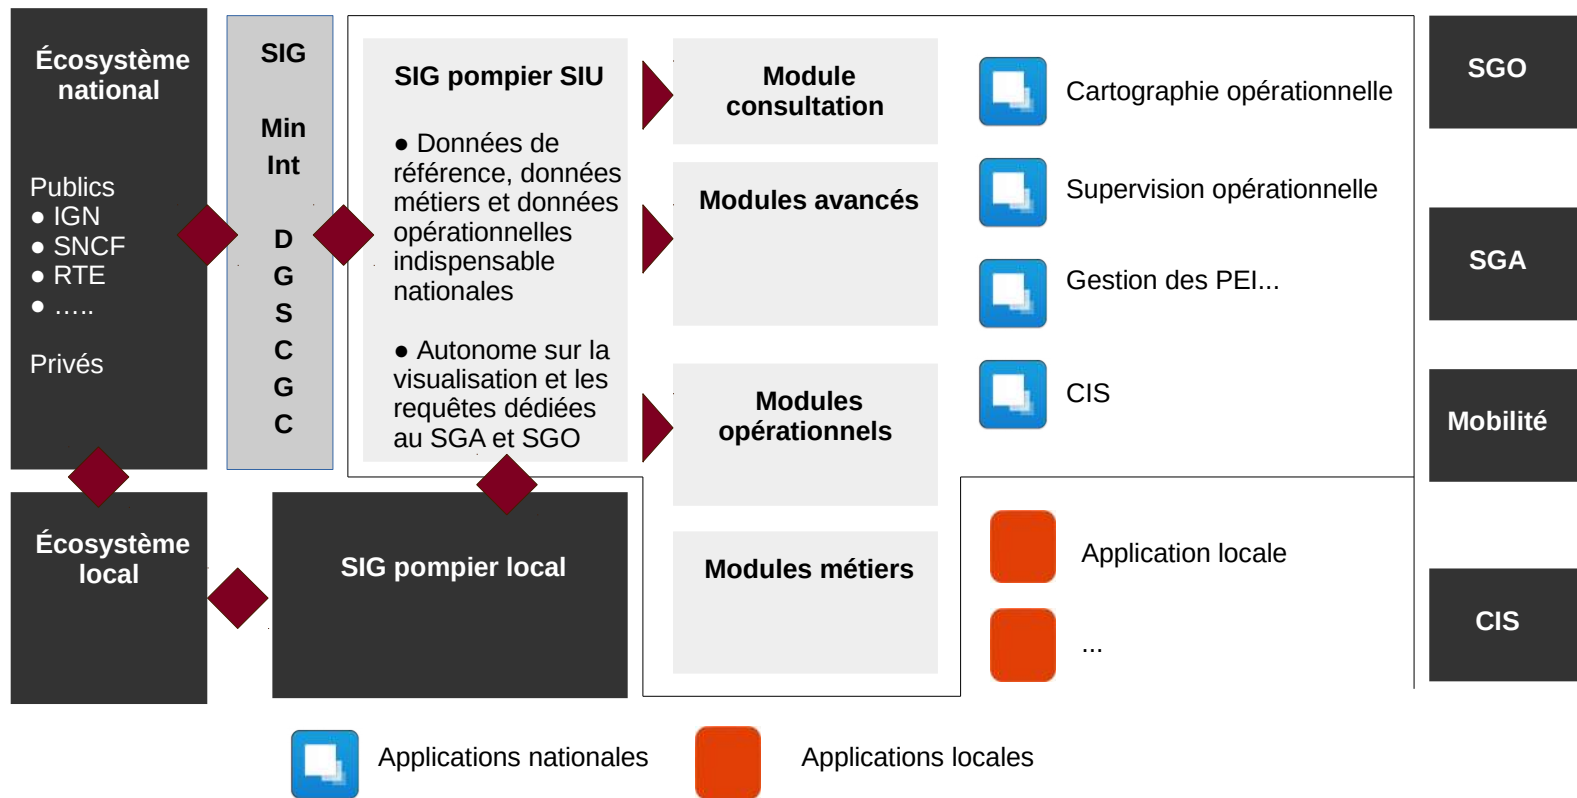 Écosystème
national
Publics
● IGN
● SNCF
● RTE
● .....
Privés
SIG
Min
Int
D
G
S
C
G
C
SIG pompier SIU
● Données de
référence, données
métiers et données
opérationnelles
indispensable
nationales
● Autonome sur la
visualisation et les
requêtes dédiées
au SGA et SGO
Module
consultation
Modules avancés
Modules
opérationnels
Modules métiers
Cartographie opérationnelle
Supervision opérationnelle
Gestion des PEI...
CIS
SGO
SGA
Mobilité
CIS
Écosystème
local
SIG pompier local
Application locale
...
Applications nationales
Applications locales